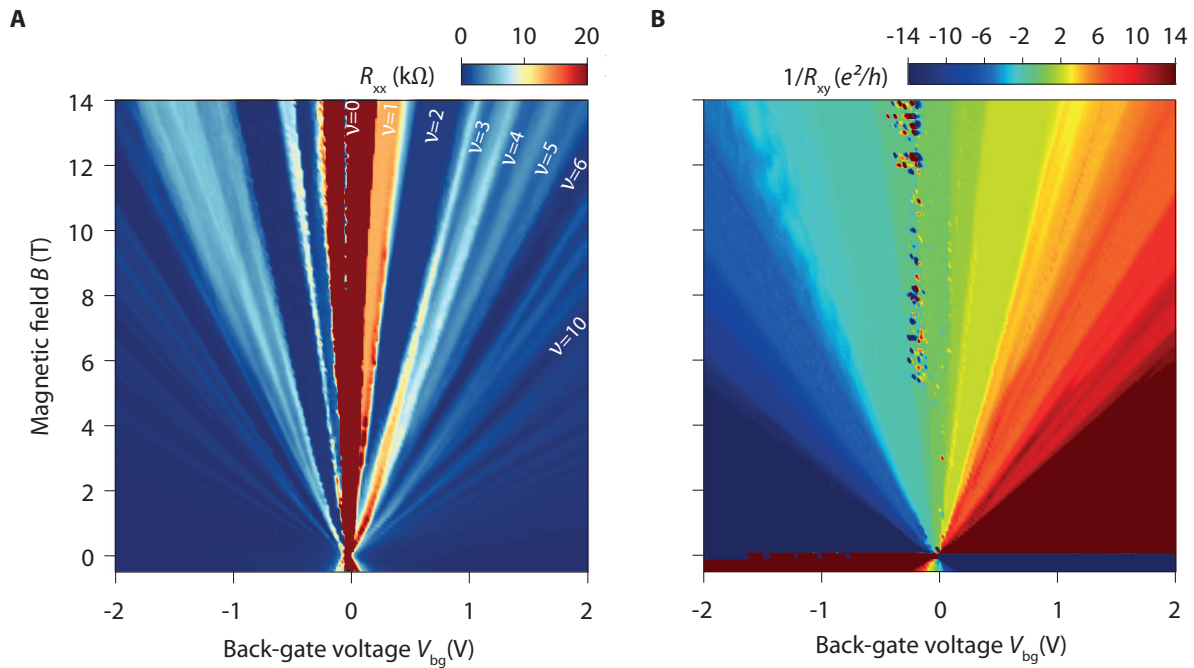 A
0 10 20
Rxx (kΩ)
14
12
10
8
6
4
2
0
Magnetic field B (T)
ν=0
ν=1
ν=2
ν=3
ν=4
ν=5
ν=6
ν=10
-2 -1 0 1 2
Back-gate voltage Vbg(V)
B
-14 -10 -6 -2 2 6 10 14
1/Rxy (e²/h)
-2 -1 0 1 2
Back-gate voltage Vbg(V)